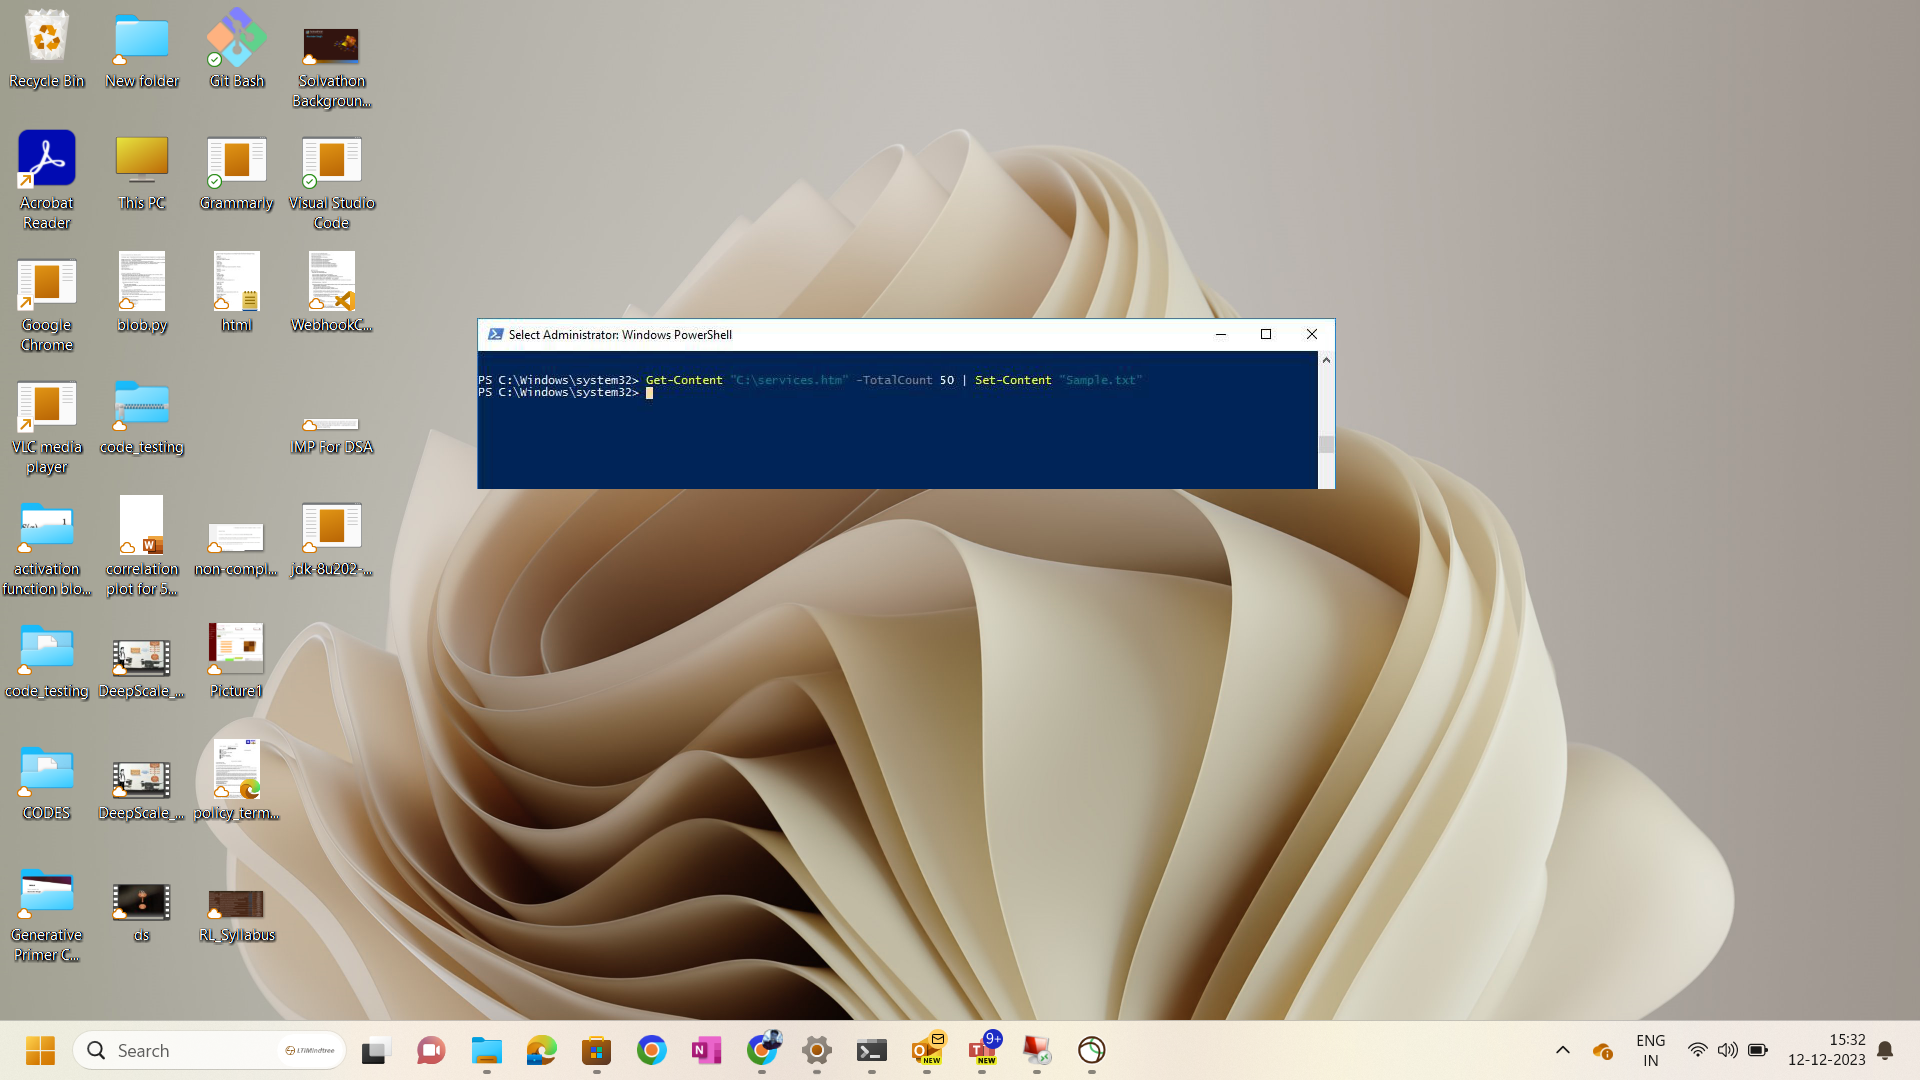 Recycle Bin
New folder
Git Bash
Solvathon
Backgroun...
Acrobat
Reader
This PC
Grammarly
Visual Studio
Code
Google
Chrome
blob.py
html
WebhookC...
VLC media
player
code_testing
IMP For DSA
activation
function blo...
correlation
plot for 5...
non-compl...
jdk-8u202-...
code_testing
DeepScale_...
Picture1
CODES
DeepScale_...
policy_term...
Generative
Primer C...
ds
RL_Syllabus
Select Administrator: Windows PowerShell
PS C:\Windows\system32> Get-Content "C:\services.htm" -TotalCount 50 | Set-Content "Sample.txt"
PS C:\Windows\system32>
Search
LTIMindtree
NEW
9+
NEW
ENG
IN
15:32
12-12-2023